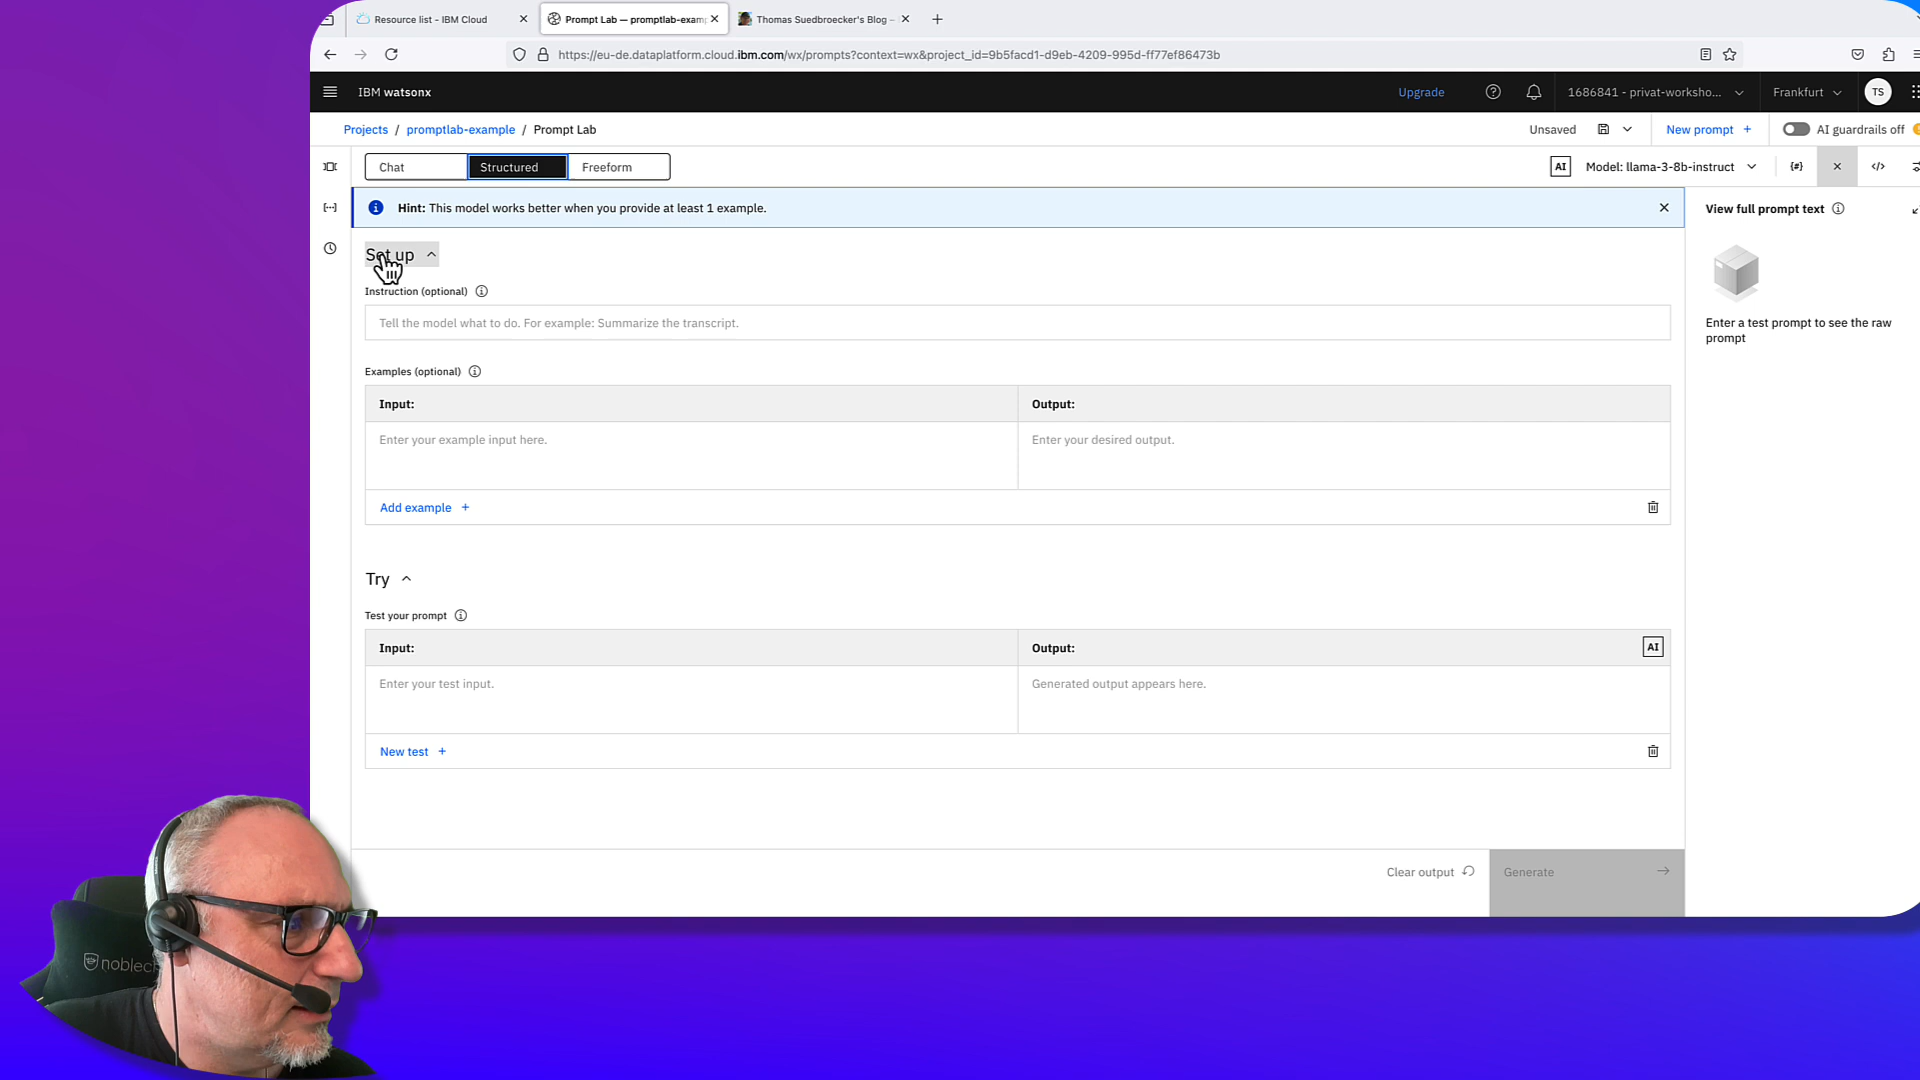 Resource list - IBM Cloud
Prompt Lab — promptlab-exam
Thomas Suedbroecker's Blog –
https://eu-de.dataplatform.cloud.ibm.com/wx/prompts?context=wx&project_id=9b5facd1-d9eb-4209-995d-ff77ef86473b
IBM watsonx
Upgrade
1686841 - privat-worksho...
Frankfurt
TS
Projects / promptlab-example / Prompt Lab
Unsaved
New prompt +
AI guardrails off
Chat
Structured
Freeform
AI
Model: llama-3-8b-instruct
{#}
</>
Hint: This model works better when you provide at least 1 example.
View full prompt text
Set up
Instruction (optional)
Tell the model what to do. For example: Summarize the transcript.
Enter a test prompt to see the raw
prompt
Examples (optional)
Input:
Output:
Enter your example input here.
Enter your desired output.
Add example +
Try
Test your prompt
Input:
Output:
AI
Enter your test input.
Generated output appears here.
New test +
Clear output
Generate
noblech